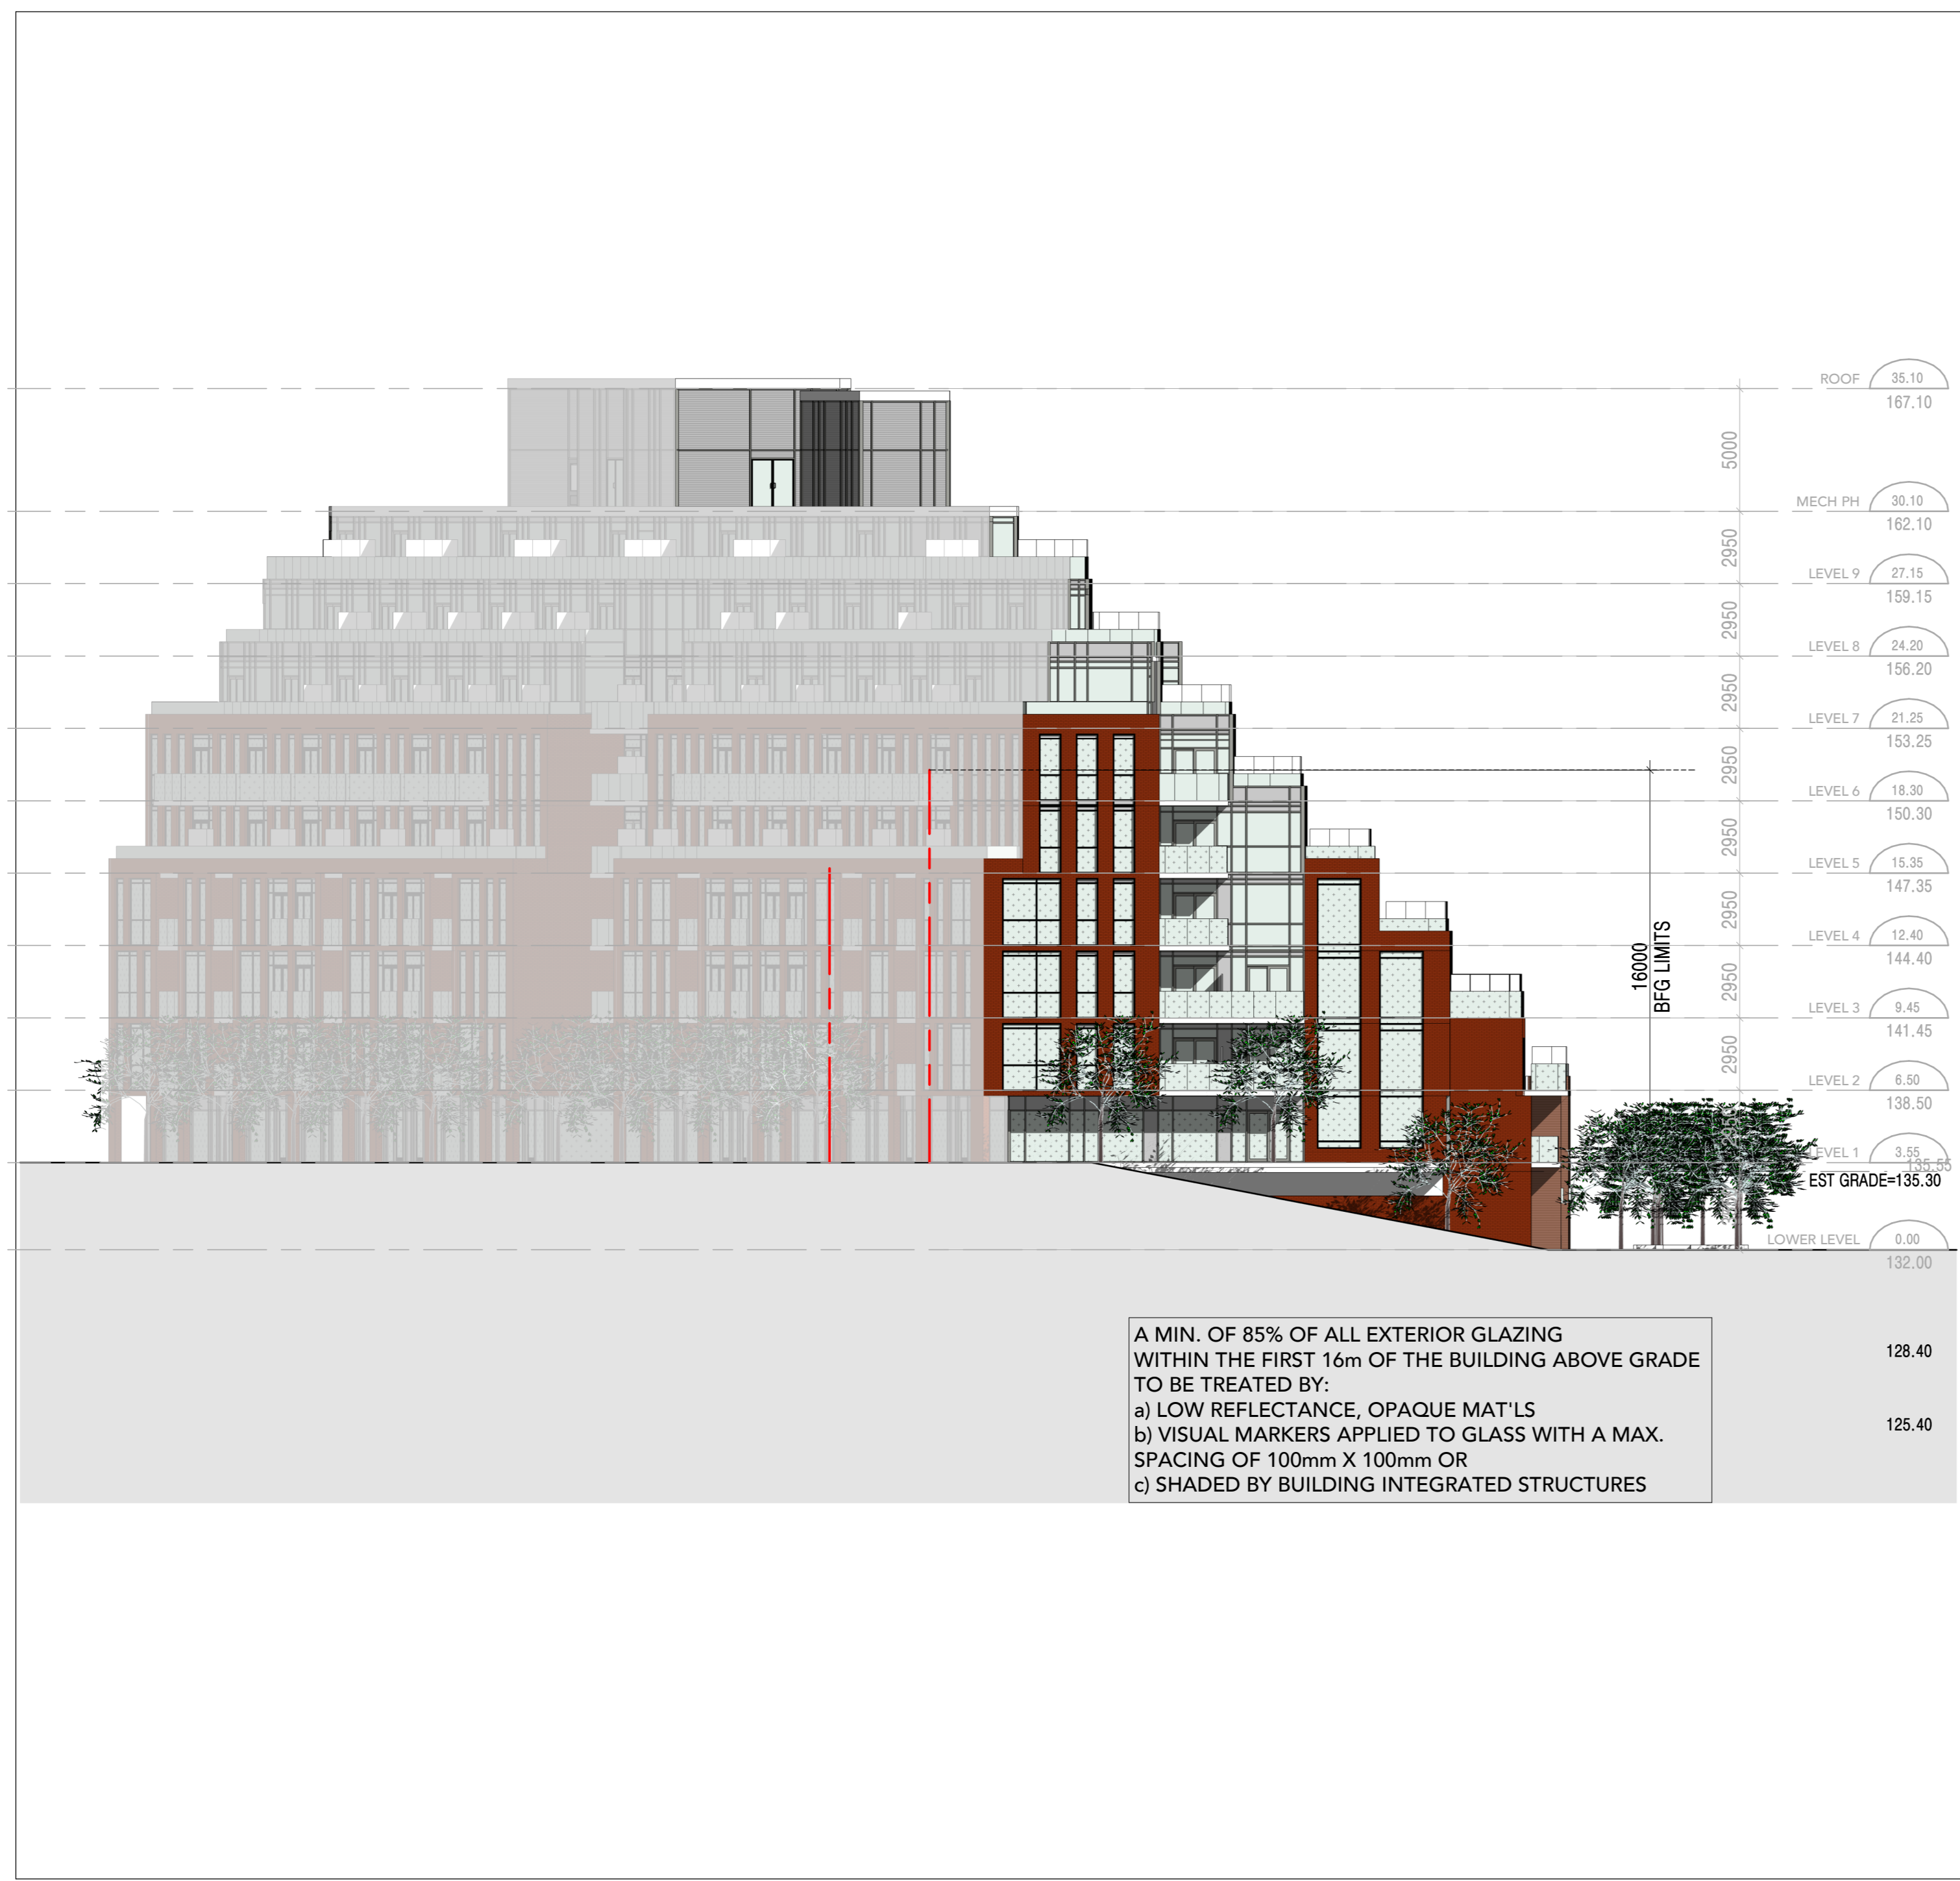 ROOF 35.10
167.10
5000
MECH PH 30.10
162.10
2950
LEVEL 9 27.15
159.15
2950
LEVEL 8 24.20
156.20
2950
LEVEL 7 21.25
153.25
2950
LEVEL 6 18.30
150.30
2950
LEVEL 5 15.35
147.35
2950
LEVEL 4 12.40
144.40
16000
BFG LIMITS
2950
LEVEL 3 9.45
141.45
2950
LEVEL 2 6.50
138.50
2950
LEVEL 1 3.55
135.55
EST GRADE=135.30
LOWER LEVEL 0.00
132.00
A MIN. OF 85% OF ALL EXTERIOR GLAZING
WITHIN THE FIRST 16m OF THE BUILDING ABOVE GRADE
TO BE TREATED BY:
a) LOW REFLECTANCE, OPAQUE MAT'LS
b) VISUAL MARKERS APPLIED TO GLASS WITH A MAX.
SPACING OF 100mm X 100mm OR
c) SHADED BY BUILDING INTEGRATED STRUCTURES
128.40
125.40